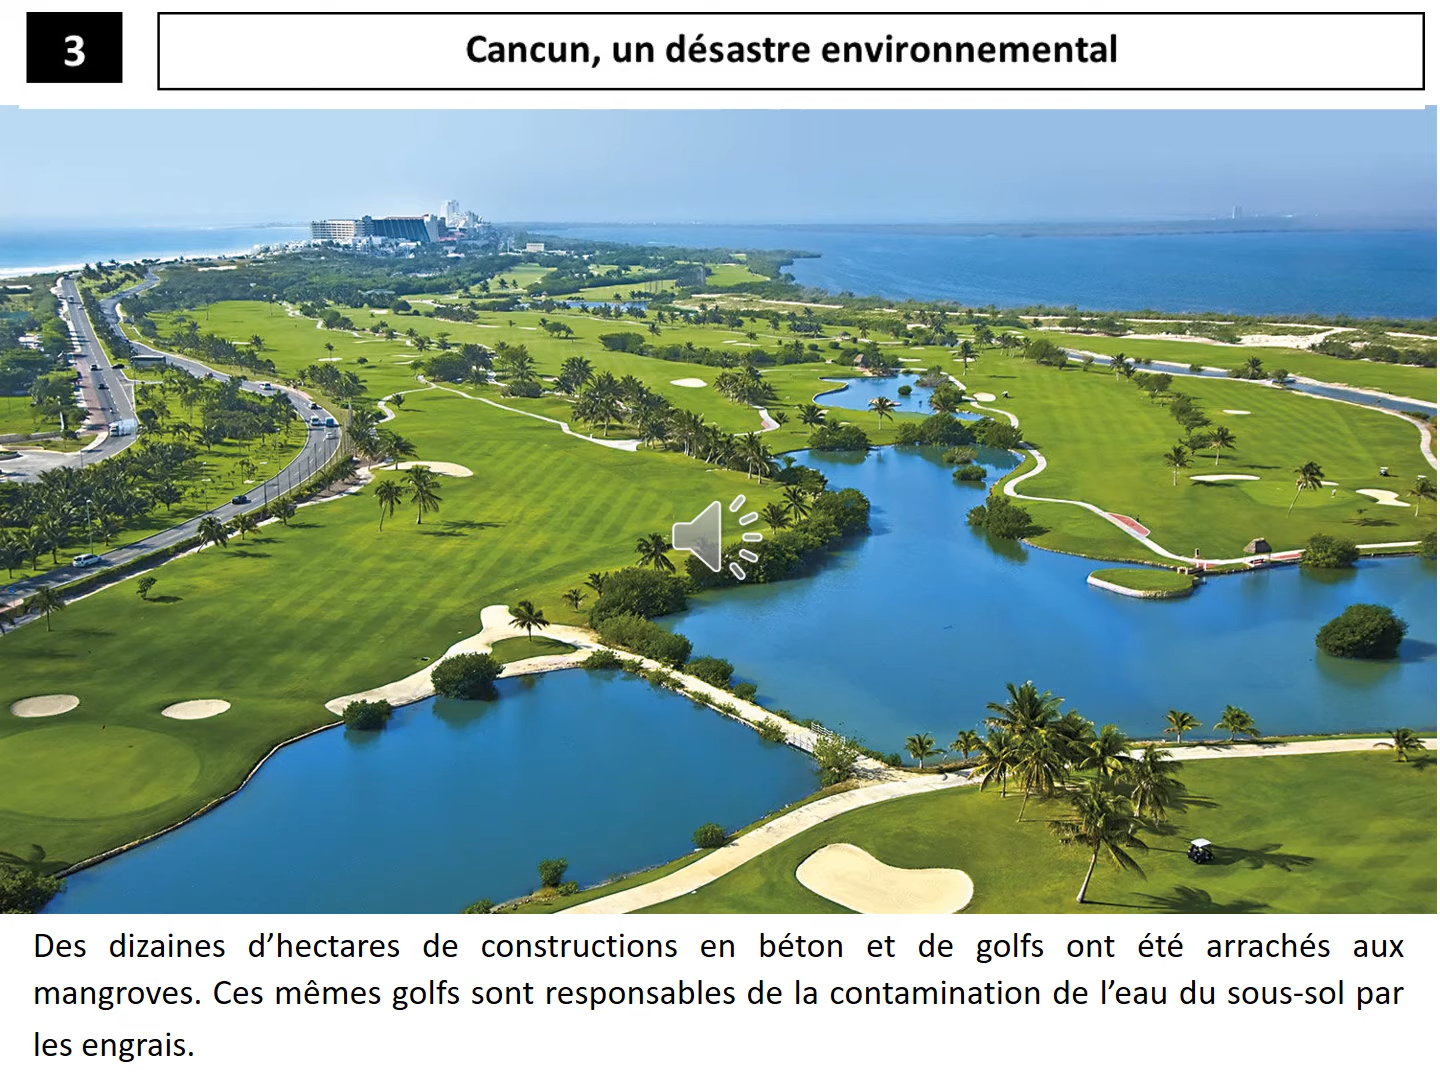 3
Cancun, un désastre environnemental
Des dizaines d’hectares de constructions en béton et de golfs ont été arrachés aux
mangroves. Ces mêmes golfs sont responsables de la contamination de l’eau du sous-sol par
les engrais.